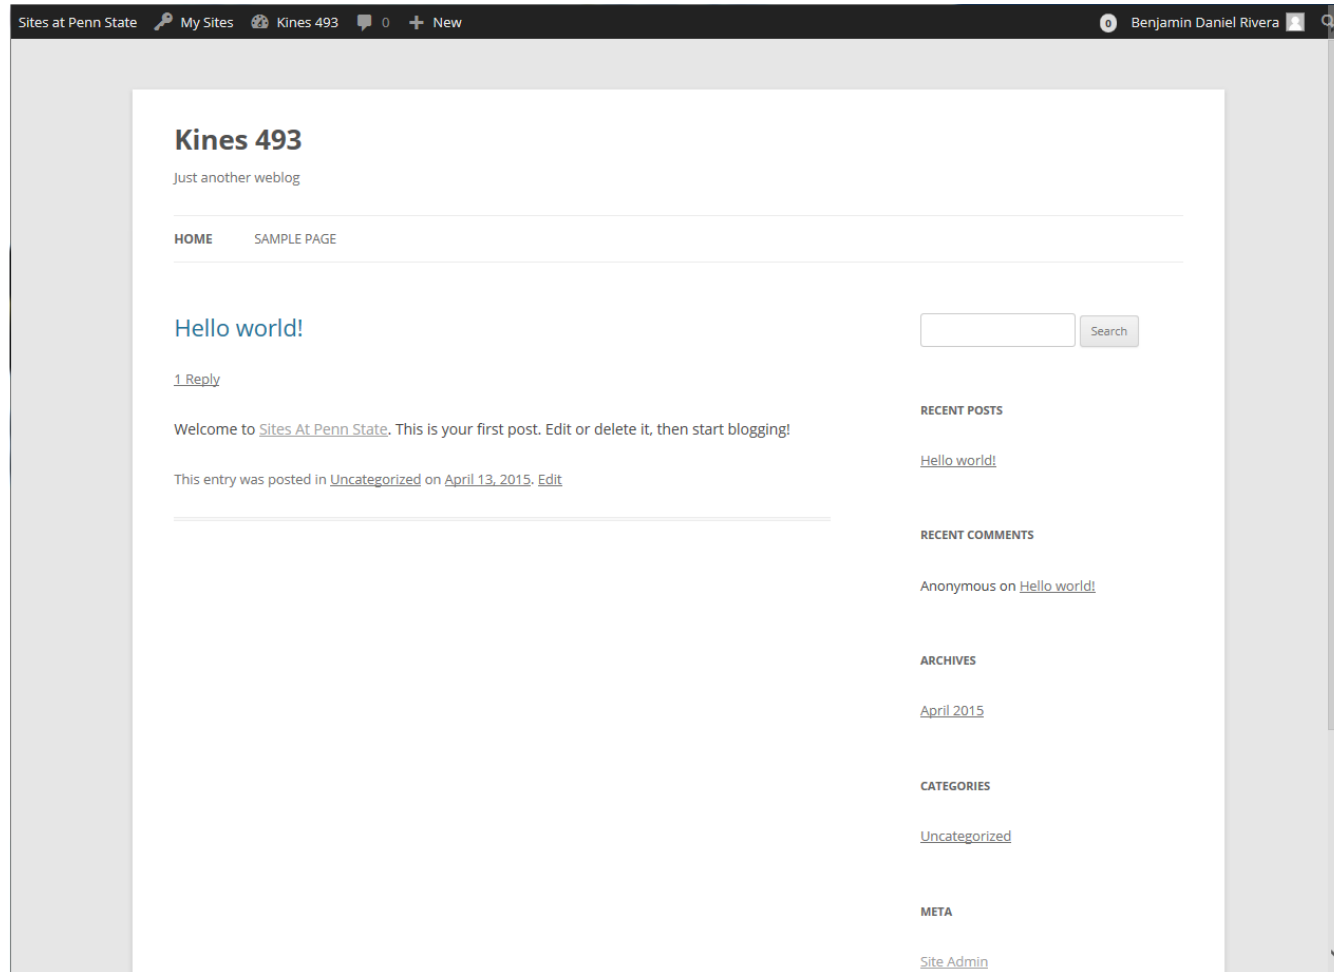 Sites at Penn State My Sites Kines 493 0 + New 0 Benjamin Daniel Rivera
Kines 493
Just another weblog
HOME SAMPLE PAGE
Hello world!
1 Reply
Welcome to Sites At Penn State. This is your first post. Edit or delete it, then start blogging!
This entry was posted in Uncategorized on April 13, 2015. Edit
Search
RECENT POSTS
Hello world!
RECENT COMMENTS
Anonymous on Hello world!
ARCHIVES
April 2015
CATEGORIES
Uncategorized
META
Site Admin